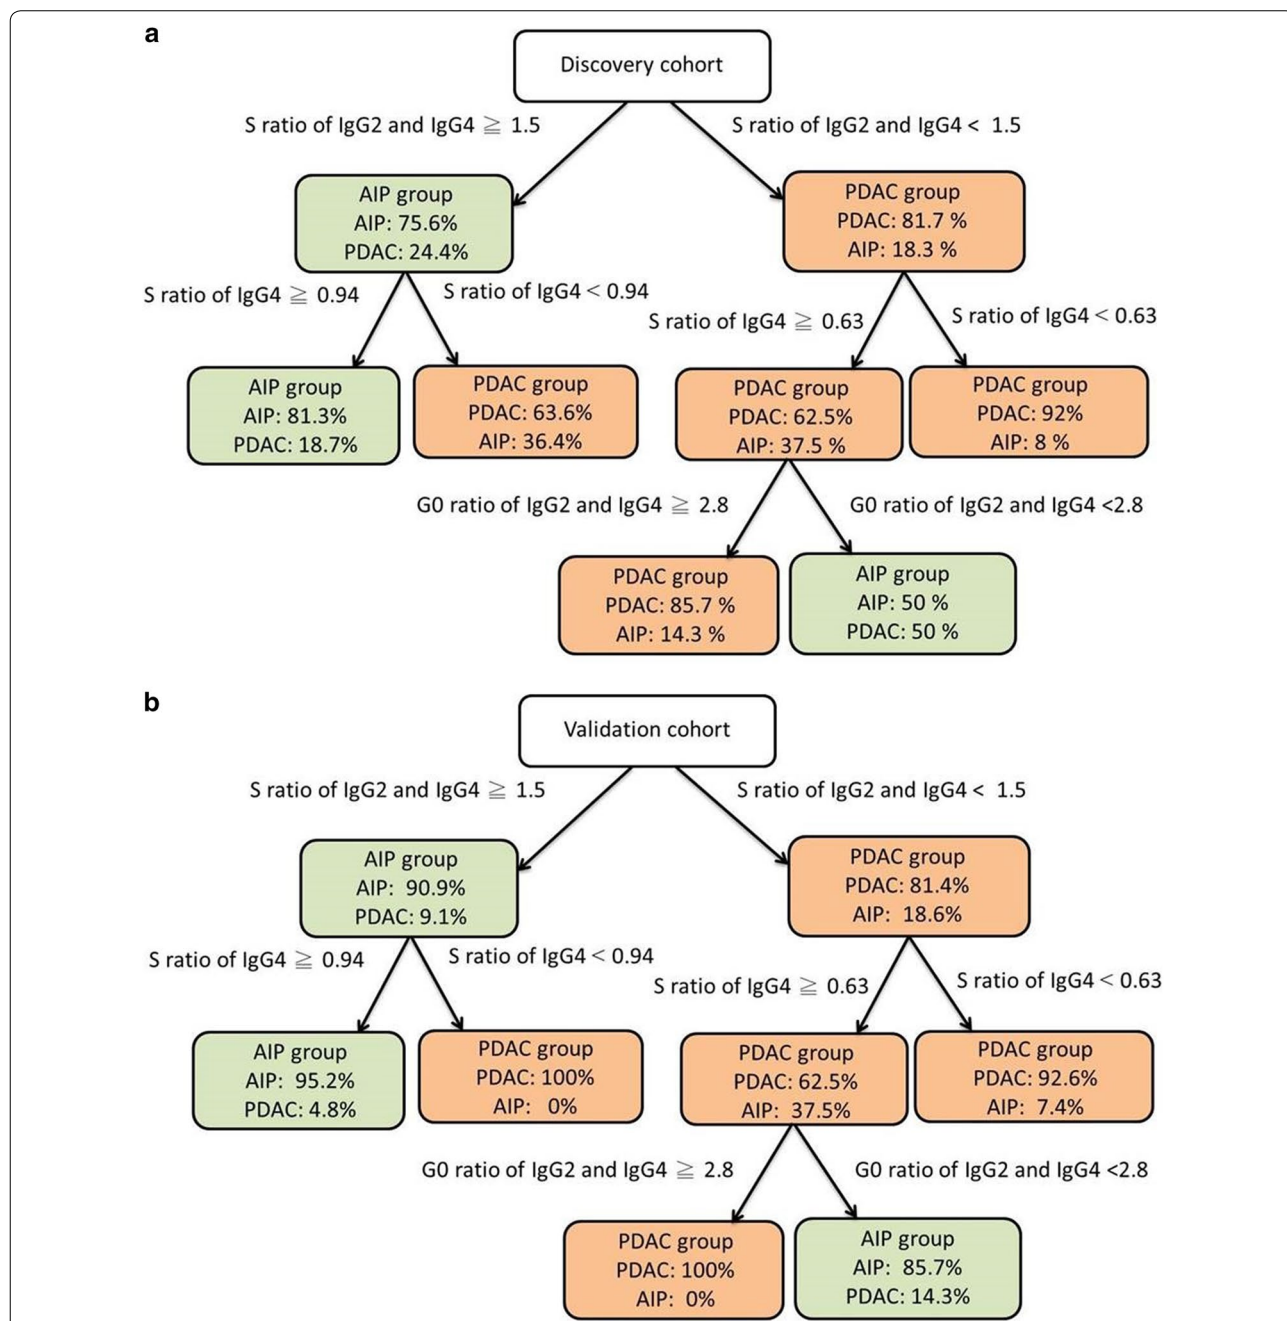 a
Discovery cohort
S ratio of IgG2 and IgG4 ≧ 1.5
S ratio of IgG2 and IgG4 < 1.5
AIP group
AIP: 75.6%
PDAC: 24.4%
PDAC group
PDAC: 81.7 %
AIP: 18.3 %
S ratio of IgG4 ≧ 0.94
S ratio of IgG4 < 0.94
S ratio of IgG4 ≧ 0.63
S ratio of IgG4 < 0.63
AIP group
AIP: 81.3%
PDAC: 18.7%
PDAC group
PDAC: 63.6%
AIP: 36.4%
PDAC group
PDAC: 62.5%
AIP: 37.5 %
PDAC group
PDAC: 92%
AIP: 8 %
G0 ratio of IgG2 and IgG4 ≧ 2.8
G0 ratio of IgG2 and IgG4 <2.8
PDAC group
PDAC: 85.7 %
AIP: 14.3 %
AIP group
AIP: 50 %
PDAC: 50 %
b
Validation cohort
S ratio of IgG2 and IgG4 ≧ 1.5
S ratio of IgG2 and IgG4 < 1.5
AIP group
AIP: 90.9%
PDAC: 9.1%
PDAC group
PDAC: 81.4%
AIP: 18.6%
S ratio of IgG4 ≧ 0.94
S ratio of IgG4 < 0.94
S ratio of IgG4 ≧ 0.63
S ratio of IgG4 < 0.63
AIP group
AIP: 95.2%
PDAC: 4.8%
PDAC group
PDAC: 100%
AIP: 0%
PDAC group
PDAC: 62.5%
AIP: 37.5%
PDAC group
PDAC: 92.6%
AIP: 7.4%
G0 ratio of IgG2 and IgG4 ≧ 2.8
G0 ratio of IgG2 and IgG4 <2.8
PDAC group
PDAC: 100%
AIP: 0%
AIP group
AIP: 85.7%
PDAC: 14.3%